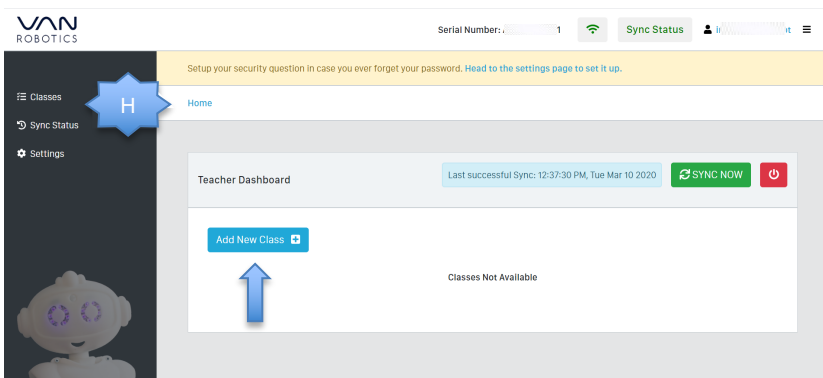 VAN
ROBOTICS
Serial Number: 1 Sync Status
Setup your security question in case you ever forget your password. Head to the settings page to set it up.
Classes
H
Home
Sync Status
Settings
Teacher Dashboard
Last successful Sync: 12:37:30 PM, Tue Mar 10 2020
SYNC NOW
Add New Class
Classes Not Available